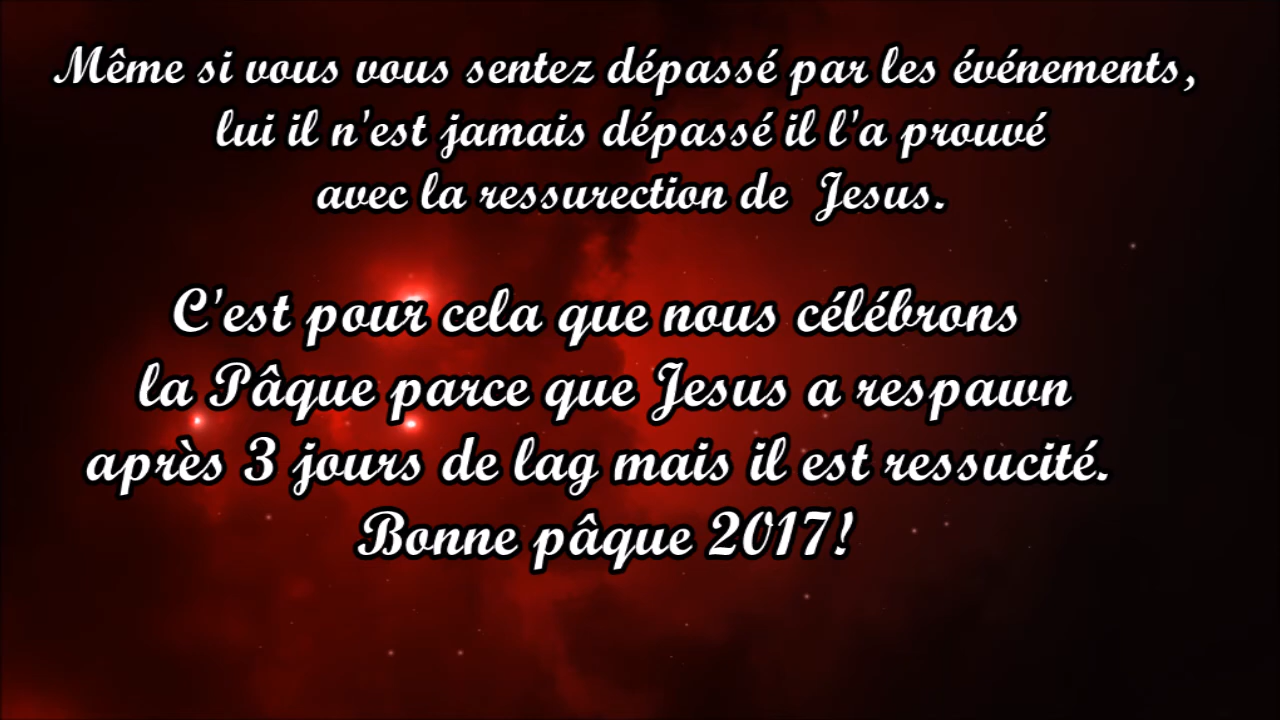 Même si vous vous sentez dépassé par les événements,
lui il n'est jamais dépassé il l'a prouvé
avec la ressurection de Jesus.
C'est pour cela que nous célébrons
la Pâque parce que Jesus a respawn
après 3 jours de lag mais il est ressucité.
Bonne pâque 2017!